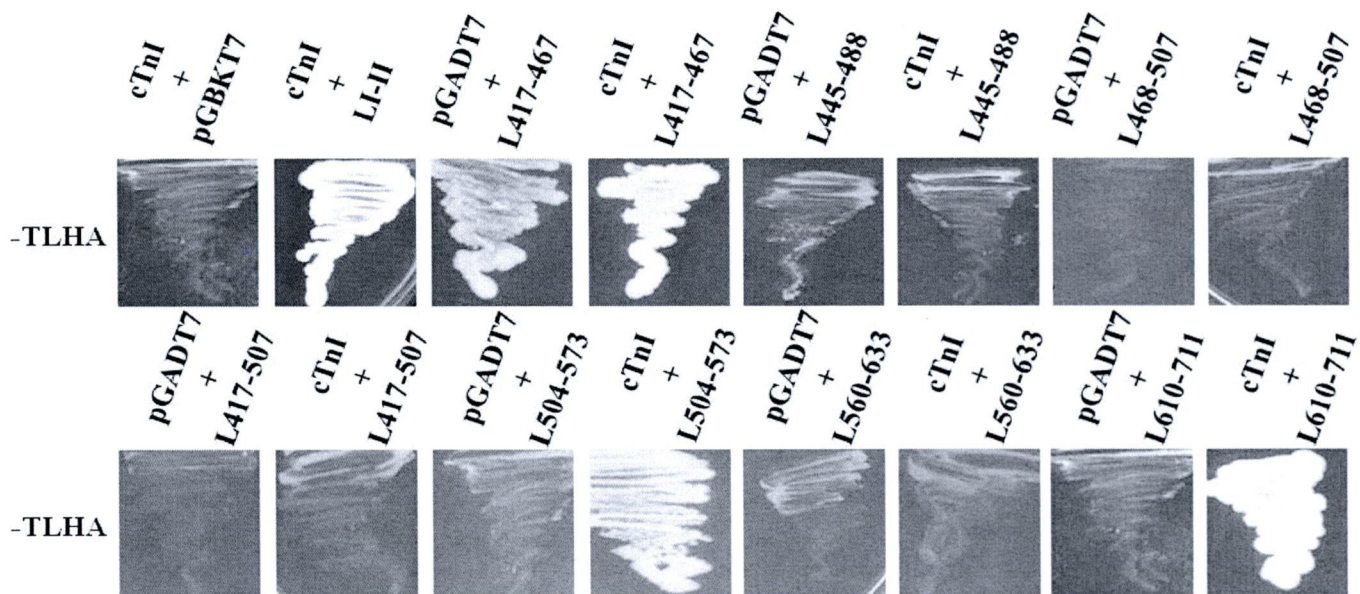 cTnI + PGBKT7
cTnI + LI-II
pGADT7 + L417-467
cTnI + L417-467
pGADT7 + L445-488
cTnI + L445-488
pGADT7 + L468-507
cTnI + L468-507
-TLHA
pGADT7 + L417-507
cTnI + L417-507
pGADT7 + L504-573
cTnI + L504-573
pGADT7 + L560-633
cTnI + L560-633
pGADT7 + L610-711
cTnI + L610-711
-TLHA